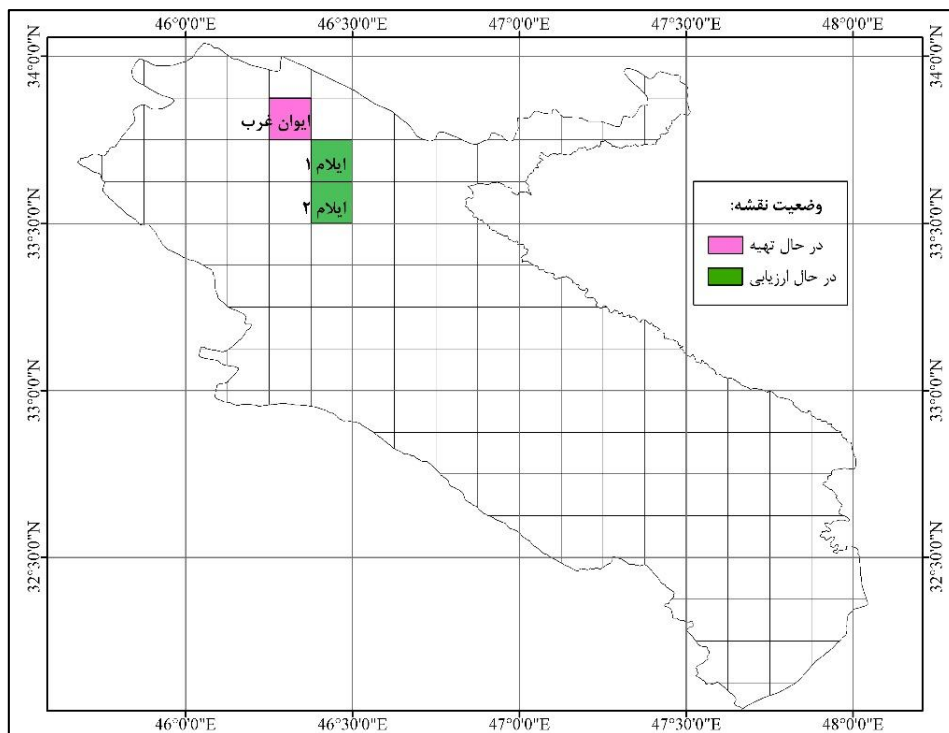 46°0'0"E 46°30'0"E 47°0'0"E 47°30'0"E 48°0'0"E
34°0'0"N 34°0'0"N
ایوان غرب
ایلام ۱
ایلام ۲
وضعیت نقشه:
در حال تهیه
در حال ارزیابی
33°30'0"N 33°30'0"N
33°0'0"N 33°0'0"N
32°30'0"N 32°30'0"N
46°0'0"E 46°30'0"E 47°0'0"E 47°30'0"E 48°0'0"E